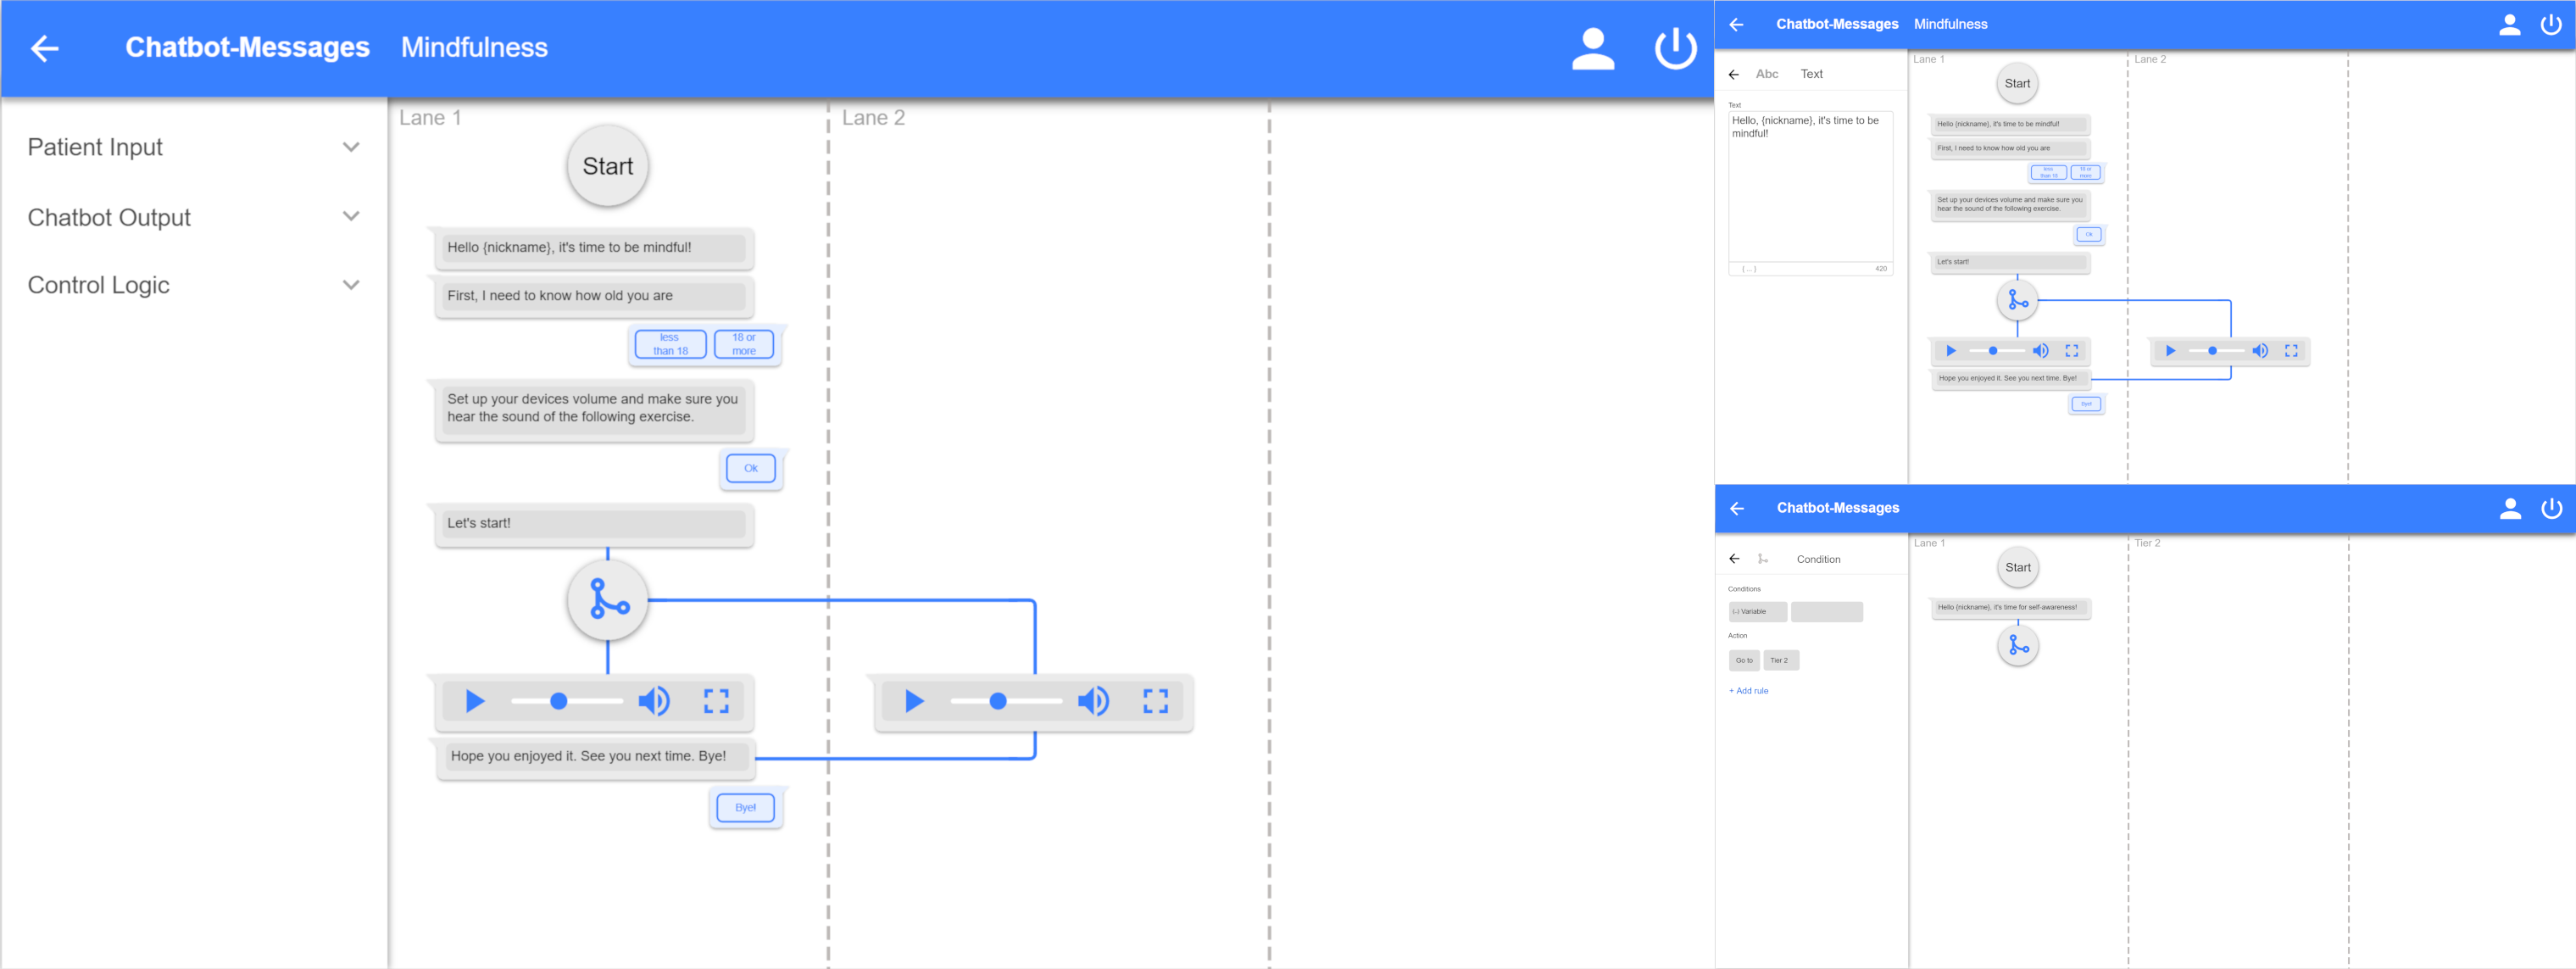 Chatbot-Messages Mindfulness
Patient Input
Chatbot Output
Control Logic
Lane 1
Lane 2
Start
Hello {nickname}, it's time to be mindful!
First, I need to know how old you are
less
than 18
18 or
more
Set up your devices volume and make sure you
hear the sound of the following exercise.
Ok
Let's start!
Hope you enjoyed it. See you next time. Bye!
Bye!
Chatbot-Messages Mindfulness
Abc Text
Text
Hello, {nickname}, it's time to be
mindful!
{ ... } 420
Lane 1
Lane 2
Start
Hello {nickname}, it's time to be mindful!
First, I need to know how old you are
less
than 18
18 or
more
Set up your devices volume and make sure you
hear the sound of the following exercise.
Ok
Let's start!
Hope you enjoyed it. See you next time. Bye!
Bye!
Chatbot-Messages
Condition
Conditions
{..} Variable
Action
Go to Tier 2
+ Add rule
Lane 1
Tier 2
Start
Hello {nickname}, it's time for self-awareness!